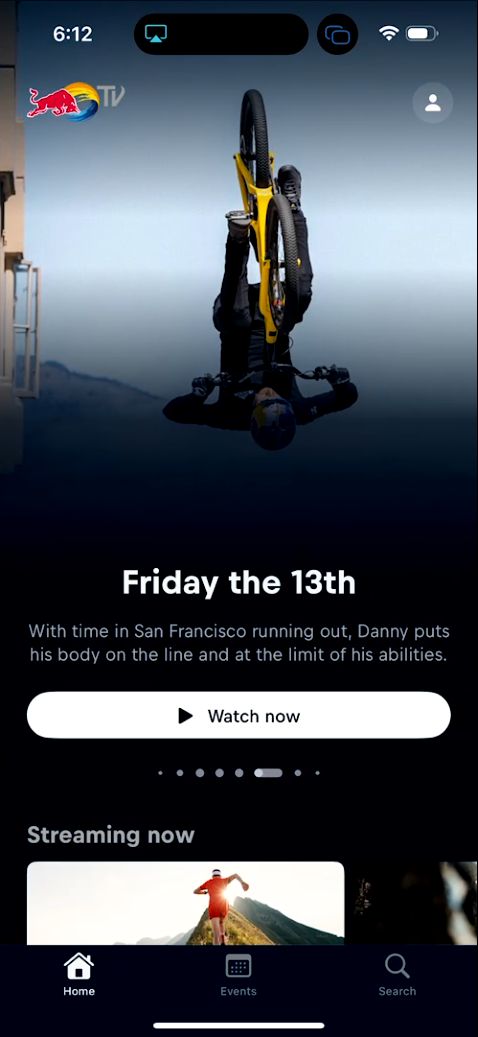 6:12
TV
Friday the 13th
With time in San Francisco running out, Danny puts
his body on the line and at the limit of his abilities.
Watch now
Streaming now
Home
Events
Search